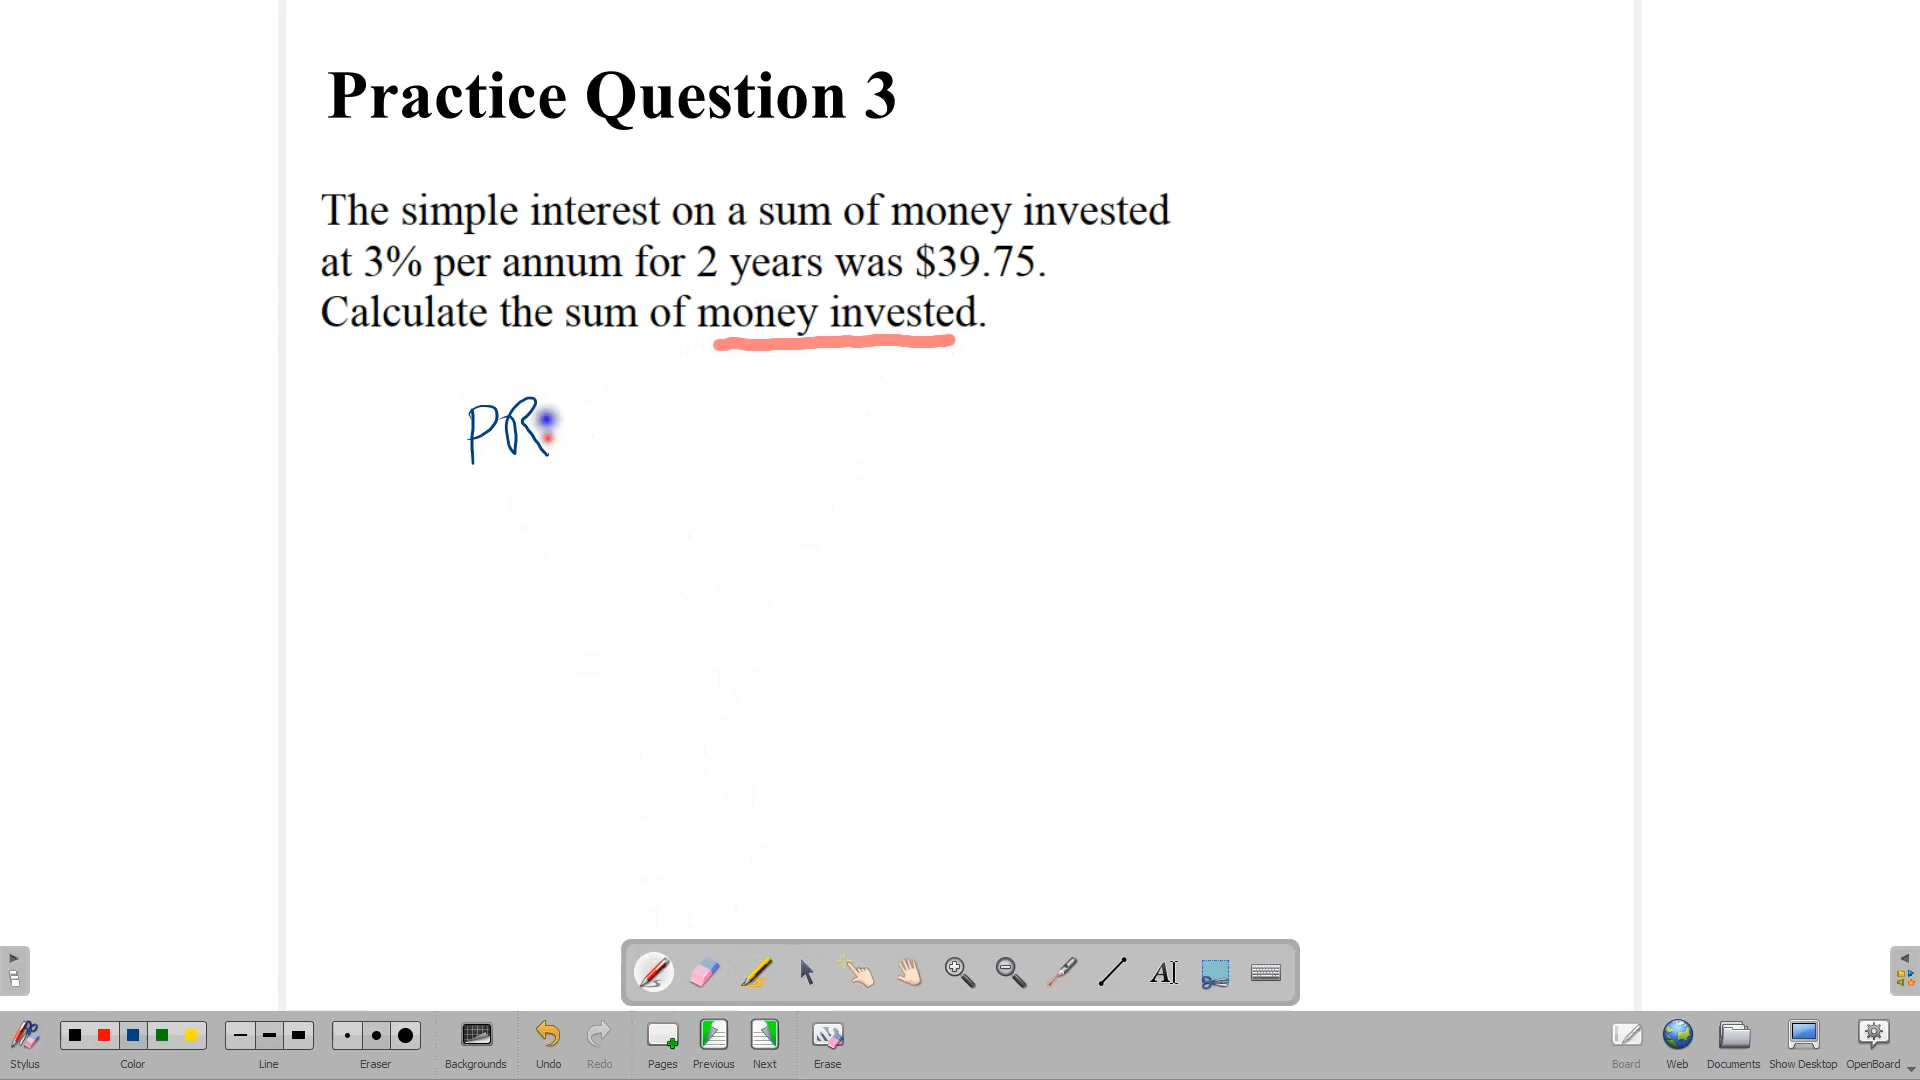 Practice Question 3
The simple interest on a sum of money invested
at 3% per annum for 2 years was $39.75.
Calculate the sum of money invested.
PR
AI
Stylus
Color
Line
Eraser
Backgrounds
Undo
Redo
Pages
Previous
Next
Erase
Board
Web
Documents
Show Desktop
OpenBoard